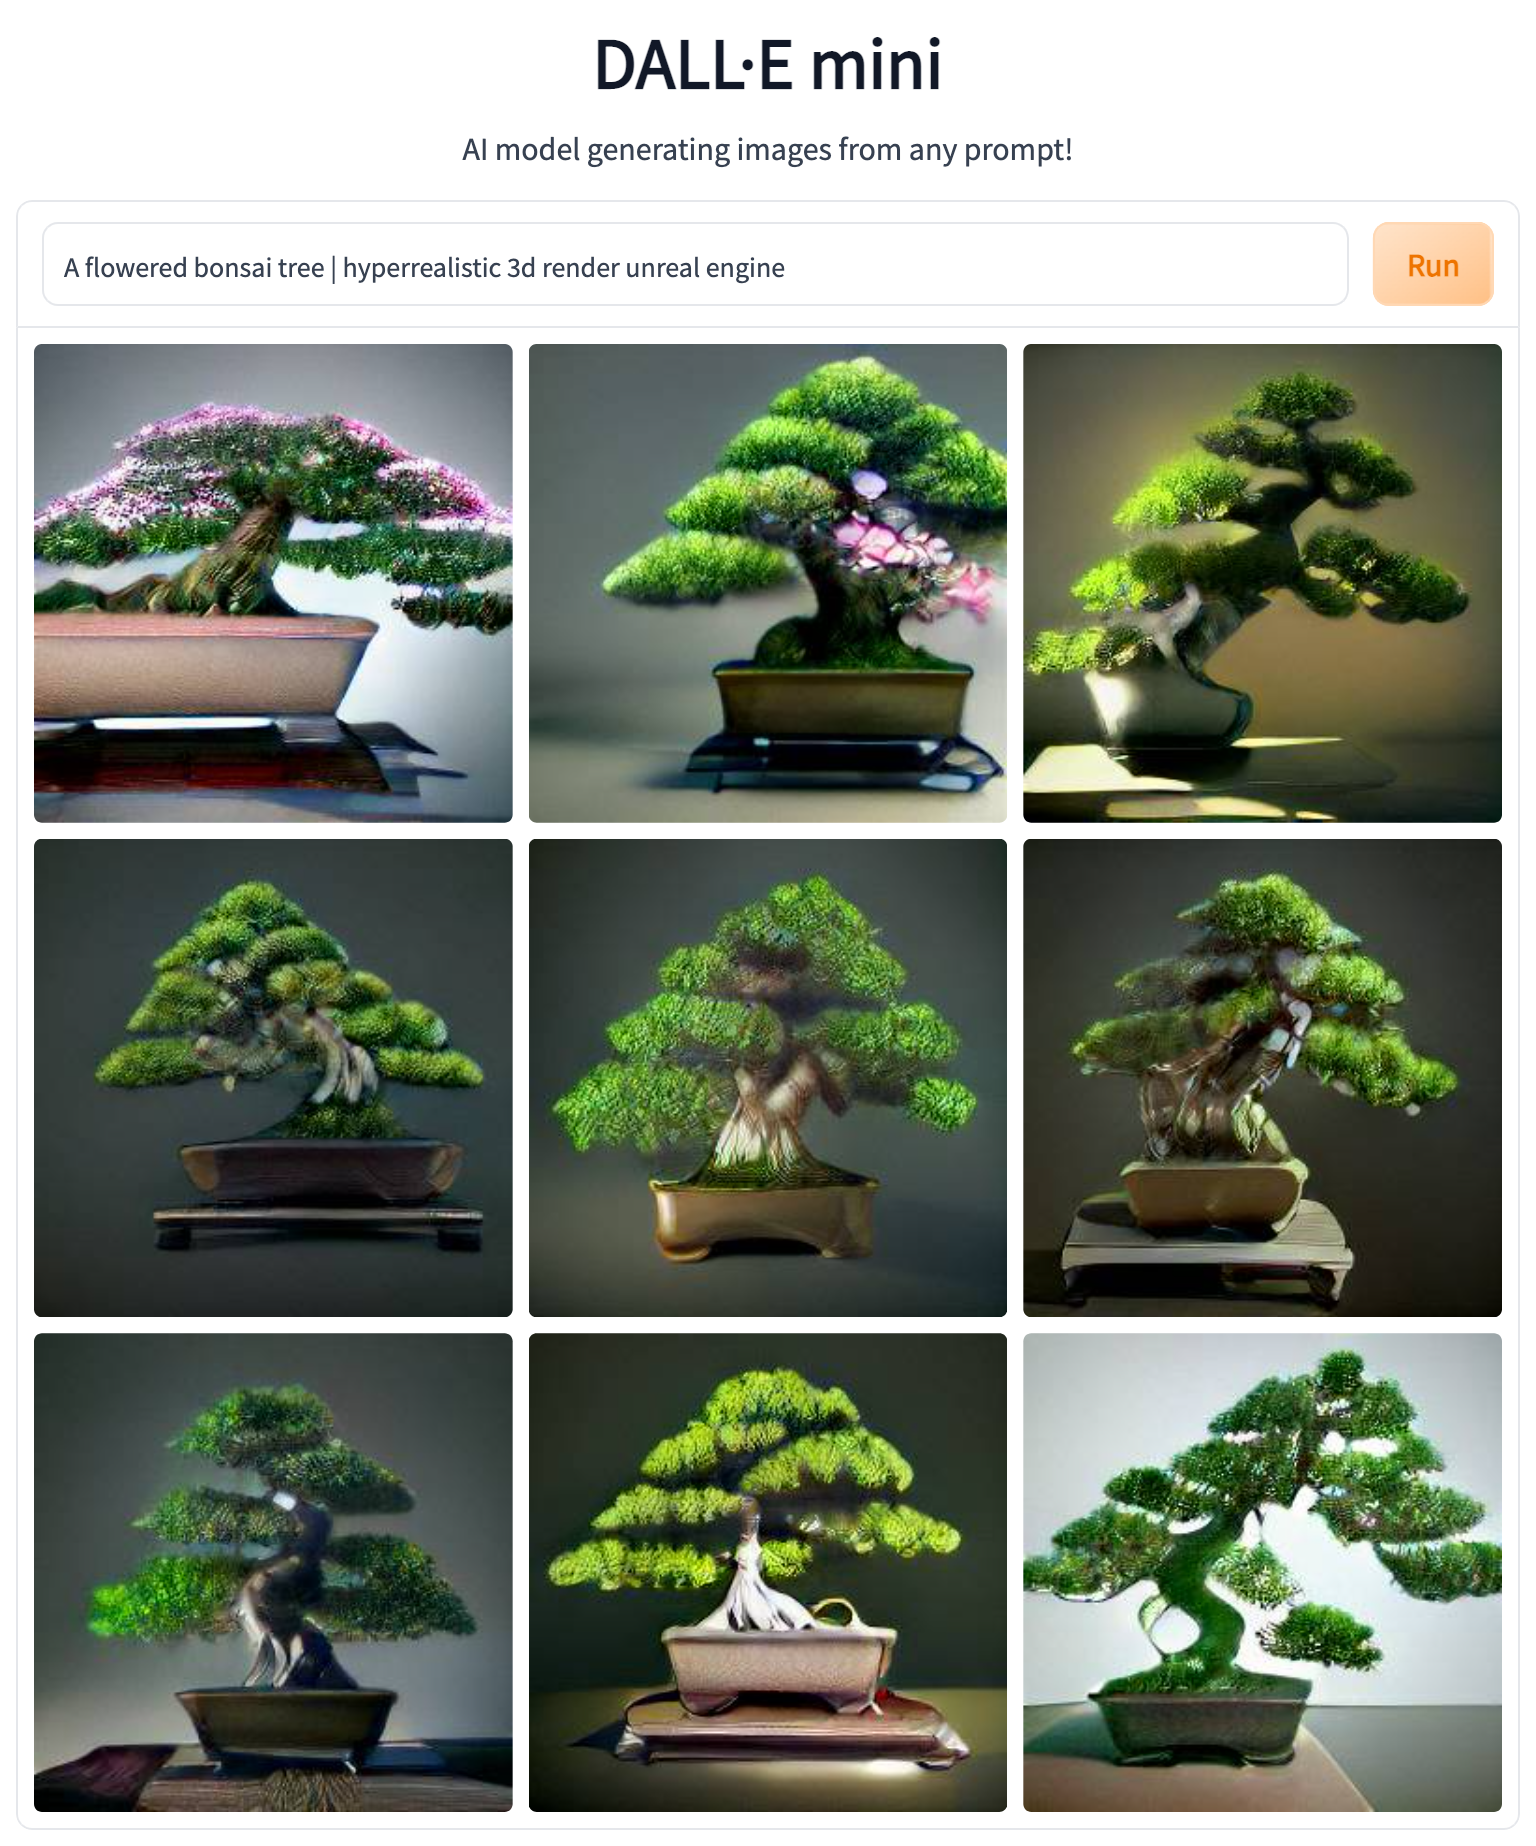 DALL·E mini
AI model generating images from any prompt!
A flowered bonsai tree | hyperrealistic 3d render unreal engine
Run